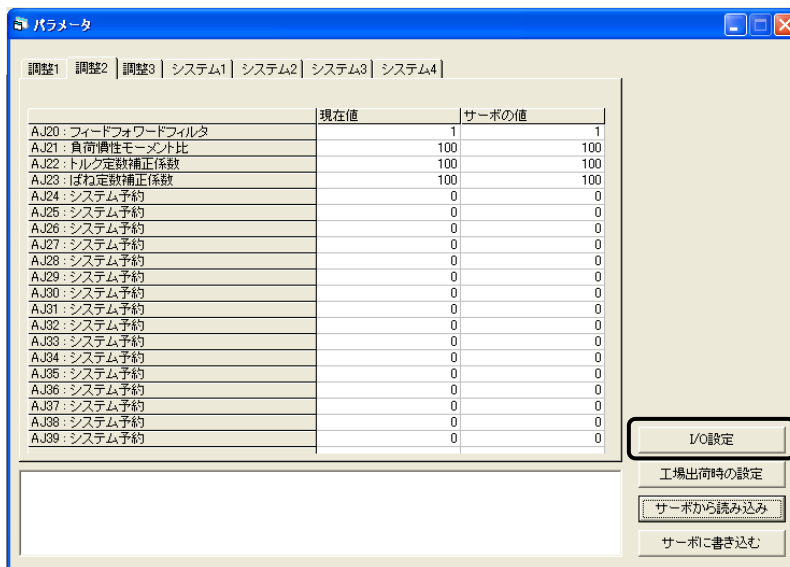 パラメータ
調整1 調整2 調整3 システム1 システム2 システム3 システム4
現在値 サーボの値
AJ20:フィードフォワードフィルタ 1 1
AJ21:負荷慣性モーメント比 100 100
AJ22:トルク定数補正係数 100 100
AJ23:ばね定数補正係数 100 100
AJ24:システム予約 0 0
AJ25:システム予約 0 0
AJ26:システム予約 0 0
AJ27:システム予約 0 0
AJ28:システム予約 0 0
AJ29:システム予約 0 0
AJ30:システム予約 0 0
AJ31:システム予約 0 0
AJ32:システム予約 0 0
AJ33:システム予約 0 0
AJ34:システム予約 0 0
AJ35:システム予約 0 0
AJ36:システム予約 0 0
AJ37:システム予約 0 0
AJ38:システム予約 0 0
AJ39:システム予約 0 0
I/O設定
工場出荷時の設定
サーボから読み込み
サーボに書き込む